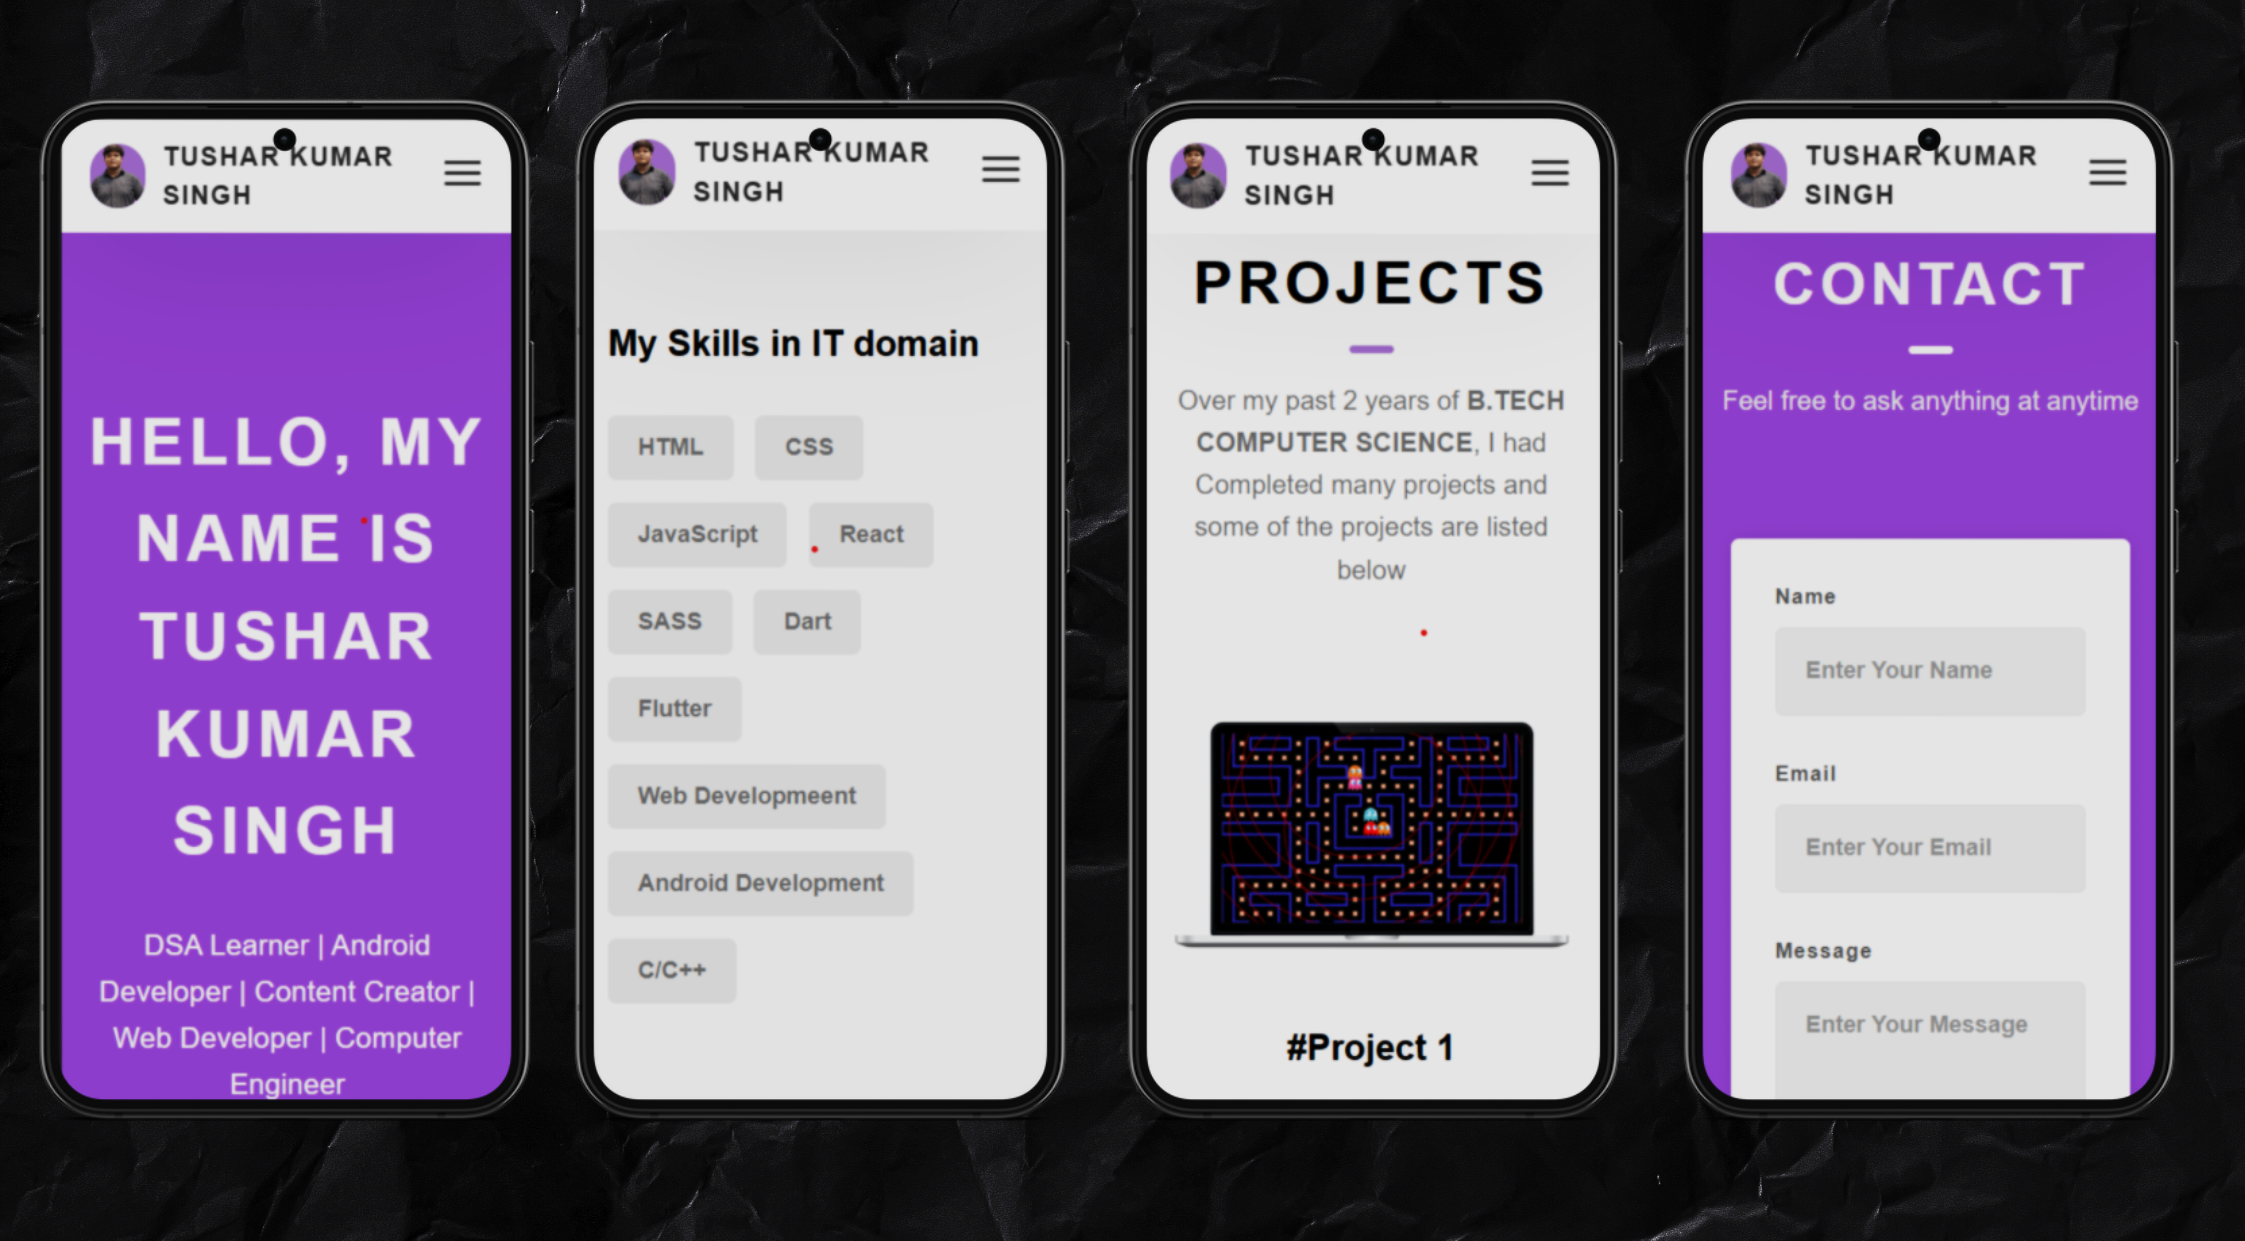 TUSHAR KUMAR
SINGH
HELLO, MY
NAME IS
TUSHAR
KUMAR
SINGH
DSA Learner | Android
Developer | Content Creator |
Web Developer | Computer
Engineer
TUSHAR KUMAR
SINGH
My Skills in IT domain
HTML CSS
JavaScript React
SASS Dart
Flutter
Web Developmeent
Android Development
C/C++
TUSHAR KUMAR
SINGH
PROJECTS
Over my past 2 years of B.TECH
COMPUTER SCIENCE, I had
Completed many projects and
some of the projects are listed
below
#Project 1
TUSHAR KUMAR
SINGH
CONTACT
Feel free to ask anything at anytime
Name
Enter Your Name
Email
Enter Your Email
Message
Enter Your Message